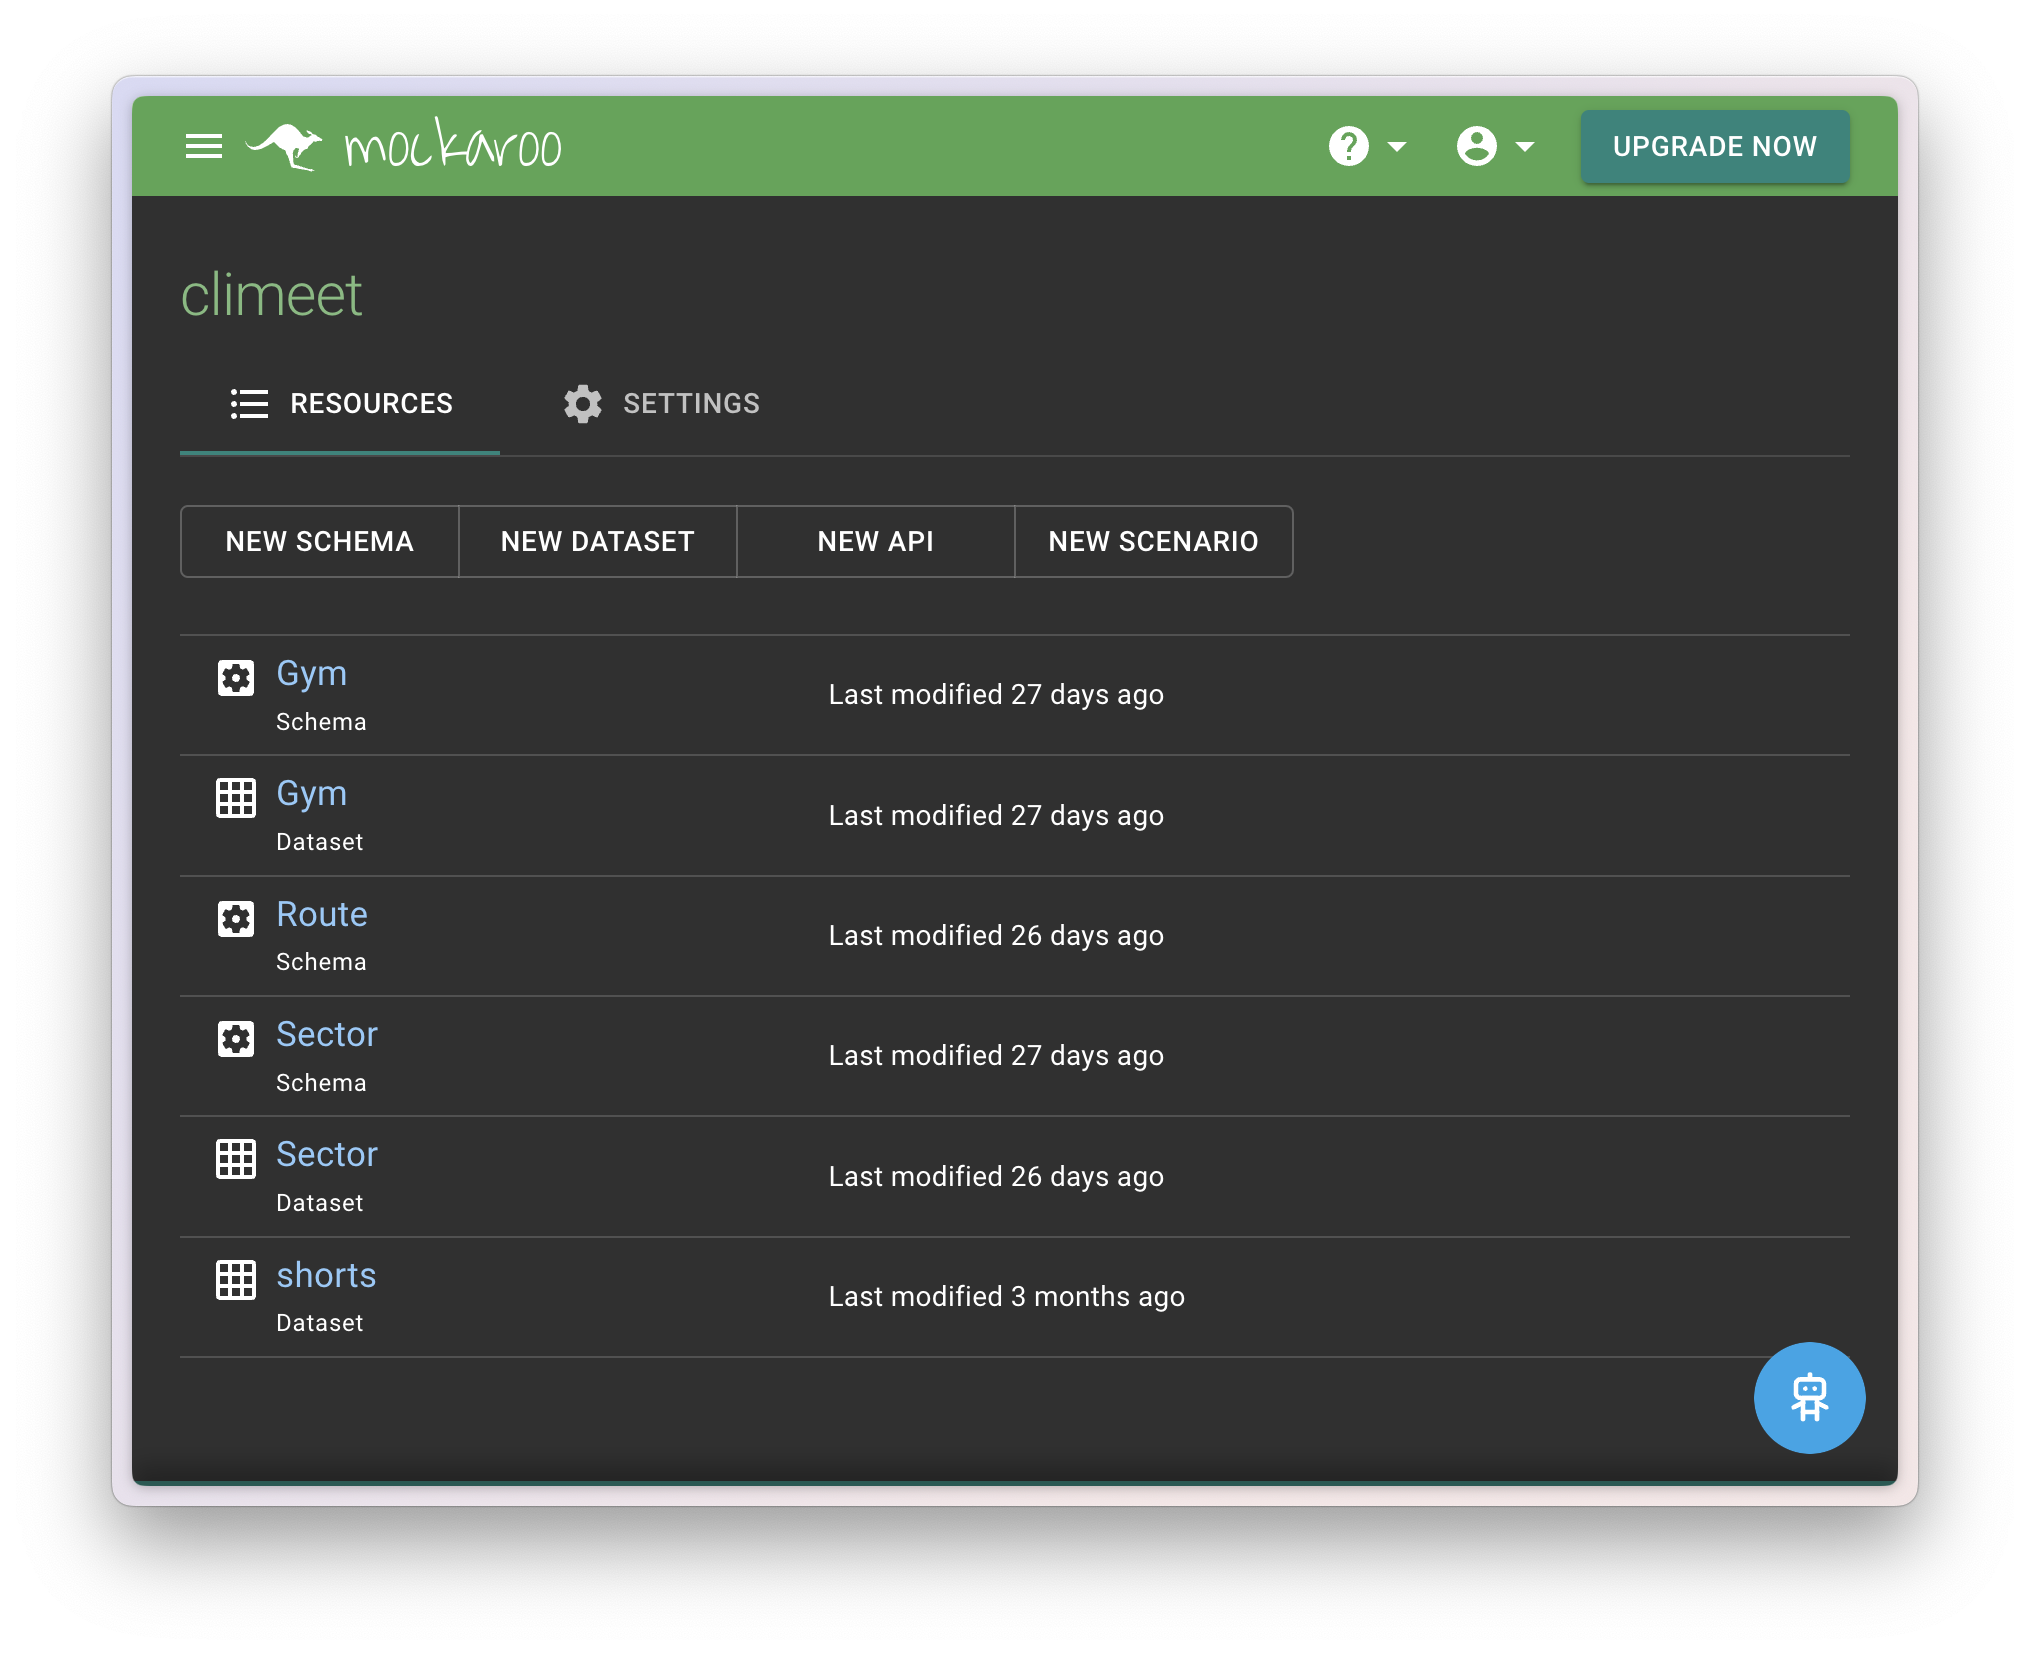 mockaroo
UPGRADE NOW
climeet
RESOURCES
SETTINGS
NEW SCHEMA
NEW DATASET
NEW API
NEW SCENARIO
Gym
Schema
Last modified 27 days ago
Gym
Dataset
Last modified 27 days ago
Route
Schema
Last modified 26 days ago
Sector
Schema
Last modified 27 days ago
Sector
Dataset
Last modified 26 days ago
shorts
Dataset
Last modified 3 months ago